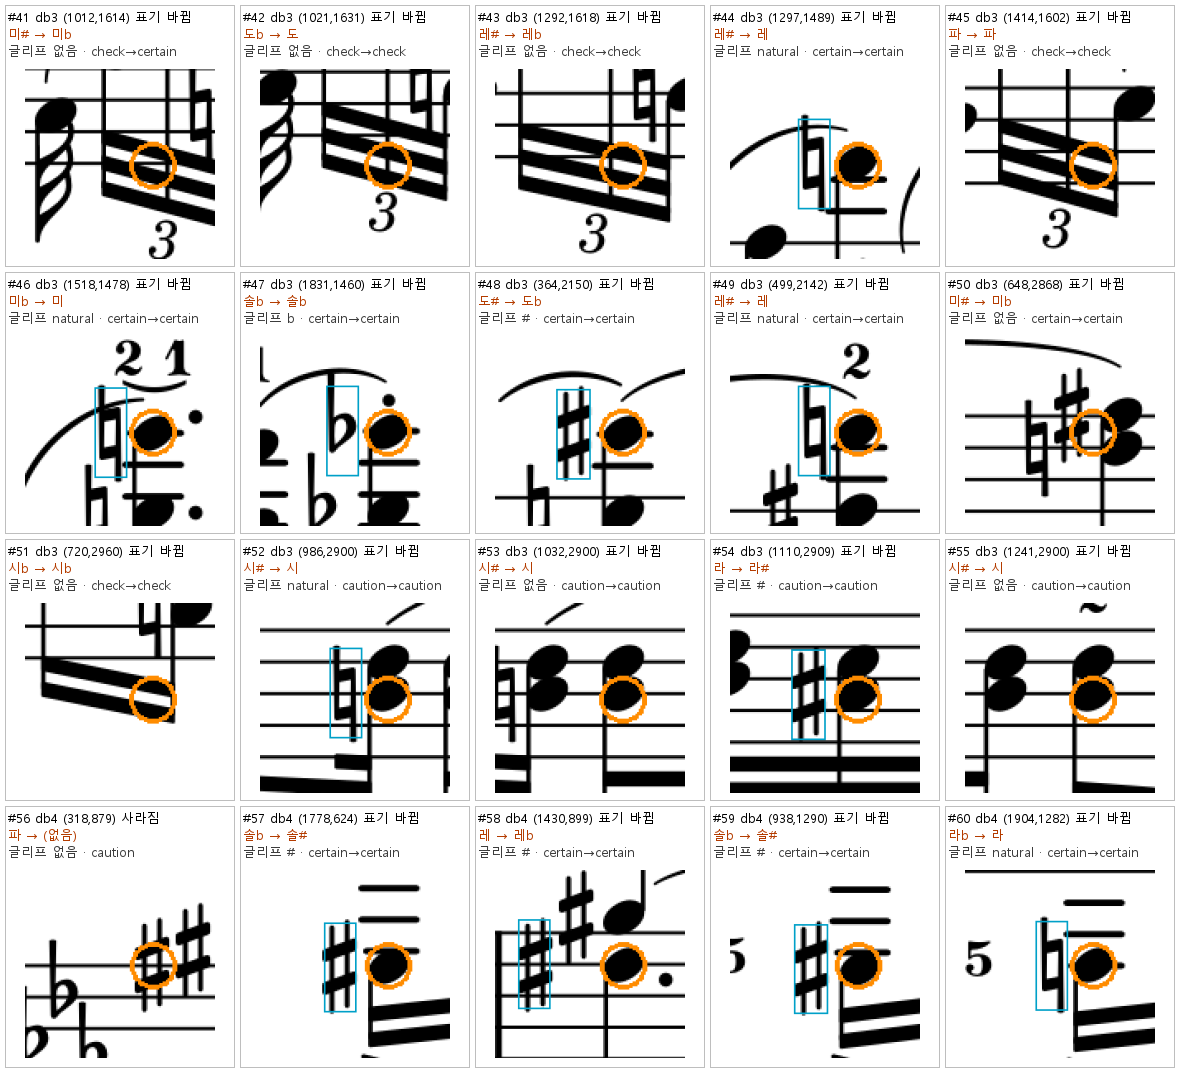 #41 db3 (1012,1614) 표기 바뀜
미# → 미b
글리프 없음 · check→certain
3
#42 db3 (1021,1631) 표기 바뀜
도b → 도
글리프 없음 · check→check
3
#43 db3 (1292,1618) 표기 바뀜
레# → 레b
글리프 없음 · check→check
3
#44 db3 (1297,1489) 표기 바뀜
레# → 레
글리프 natural · certain→certain
#45 db3 (1414,1602) 표기 바뀜
파 → 파
글리프 없음 · check→check
3
#46 db3 (1518,1478) 표기 바뀜
미b → 미
글리프 natural · certain→certain
2 1
#47 db3 (1831,1460) 표기 바뀜
솔b → 솔b
글리프 b · certain→certain
#48 db3 (364,2150) 표기 바뀜
도# → 도b
글리프 # · certain→certain
#49 db3 (499,2142) 표기 바뀜
레# → 레
글리프 natural · certain→certain
2
#50 db3 (648,2868) 표기 바뀜
미# → 미b
글리프 없음 · certain→certain
#51 db3 (720,2960) 표기 바뀜
시b → 시b
글리프 없음 · check→check
#52 db3 (986,2900) 표기 바뀜
시# → 시
글리프 natural · caution→caution
#53 db3 (1032,2900) 표기 바뀜
시# → 시
글리프 없음 · caution→caution
#54 db3 (1110,2909) 표기 바뀜
라 → 라#
글리프 # · caution→caution
#55 db3 (1241,2900) 표기 바뀜
시# → 시
글리프 없음 · caution→caution
#56 db4 (318,879) 사라짐
파 → (없음)
글리프 없음 · caution
#57 db4 (1778,624) 표기 바뀜
솔b → 솔#
글리프 # · certain→certain
#58 db4 (1430,899) 표기 바뀜
레 → 레b
글리프 # · certain→certain
#59 db4 (938,1290) 표기 바뀜
솔b → 솔#
글리프 # · certain→certain
5
#60 db4 (1904,1282) 표기 바뀜
라b → 라
글리프 natural · certain→certain
5